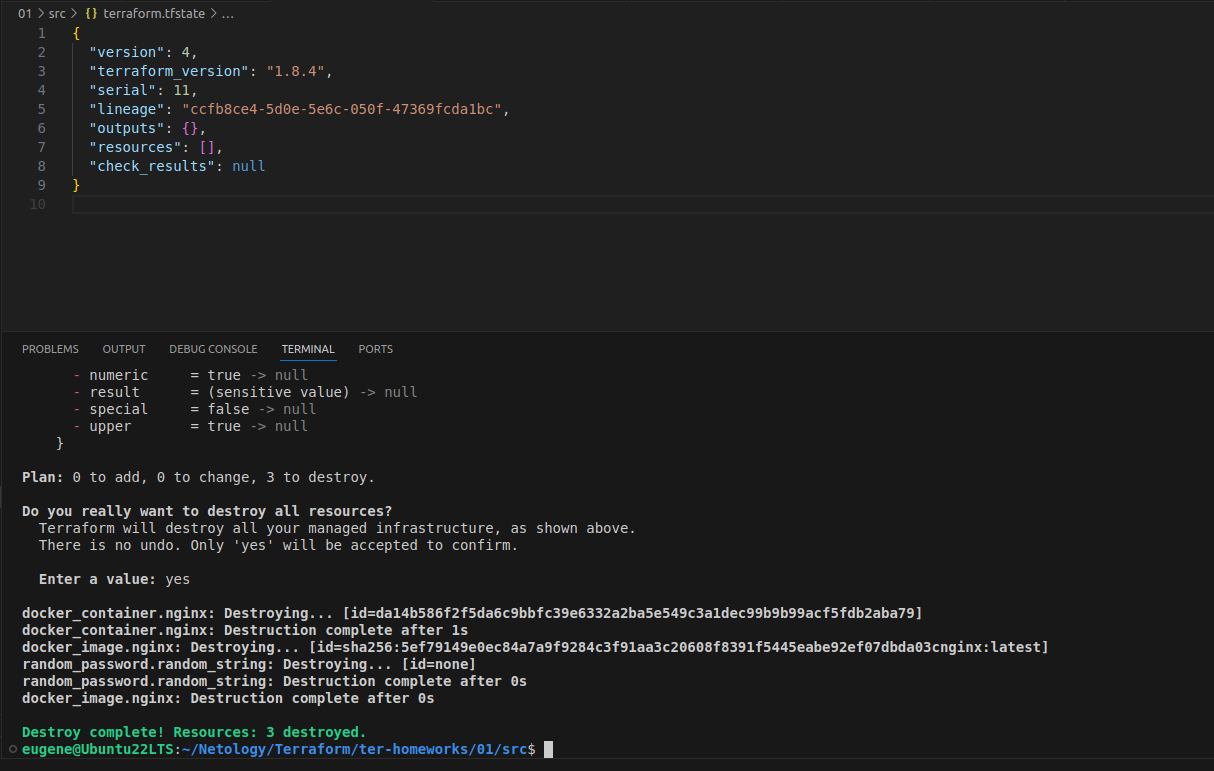 01 > src > {} terraform.tfstate > ...
1 {
2 "version": 4,
3 "terraform_version": "1.8.4",
4 "serial": 11,
5 "lineage": "ccfb8ce4-5d0e-5e6c-050f-47369fcda1bc",
6 "outputs": {},
7 "resources": [],
8 "check_results": null
9 }
10
PROBLEMS OUTPUT DEBUG CONSOLE TERMINAL PORTS
- numeric = true -> null
- result = (sensitive value) -> null
- special = false -> null
- upper = true -> null
}
Plan: 0 to add, 0 to change, 3 to destroy.
Do you really want to destroy all resources?
Terraform will destroy all your managed infrastructure, as shown above.
There is no undo. Only 'yes' will be accepted to confirm.
Enter a value: yes
docker_container.nginx: Destroying... [id=da14b586f2f5da6c9bbfc39e6332a2ba5e549c3a1dec99b9b99acf5fdb2aba79]
docker_container.nginx: Destruction complete after 1s
docker_image.nginx: Destroying... [id=sha256:5ef79149e0ec84a7a9f9284c3f91aa3c20608f8391f5445eabe92ef07dbda03cnginx:latest]
random_password.random_string: Destroying... [id=none]
random_password.random_string: Destruction complete after 0s
docker_image.nginx: Destruction complete after 0s
Destroy complete! Resources: 3 destroyed.
eugene@Ubuntu22LTS:~/Netology/Terraform/ter-homeworks/01/src$